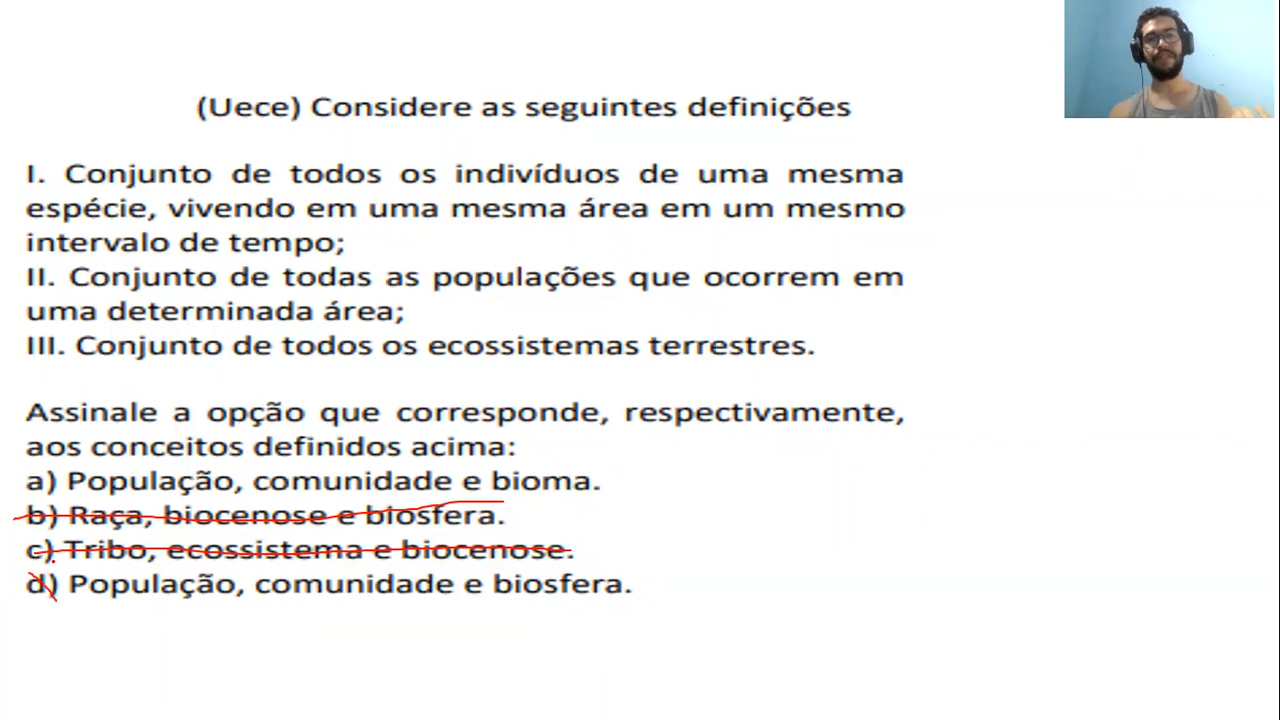 (Uece) Considere as seguintes definições
I. Conjunto de todos os indivíduos de uma mesma
espécie, vivendo em uma mesma área em um mesmo
intervalo de tempo;
II. Conjunto de todas as populações que ocorrem em
uma determinada área;
III. Conjunto de todos os ecossistemas terrestres.
Assinale a opção que corresponde, respectivamente,
aos conceitos definidos acima:
a) População, comunidade e bioma.
b) Raça, biocenose e biosfera.
c) Tribo, ecossistema e biocenose.
d) População, comunidade e biosfera.